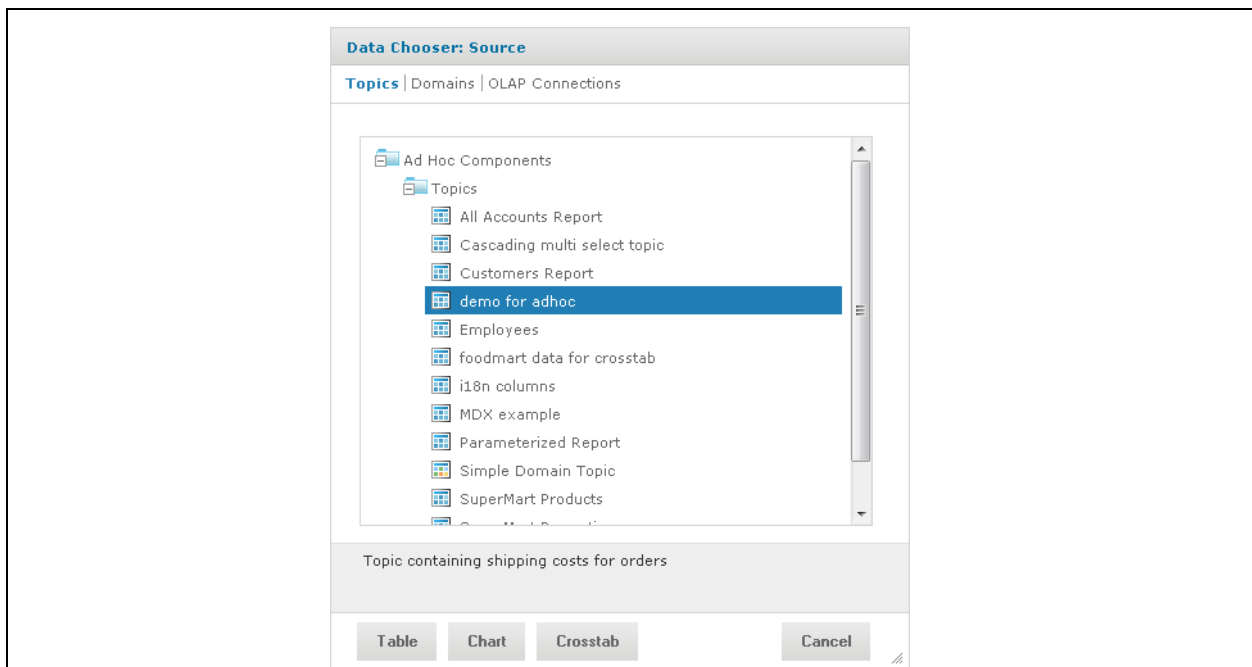 Data Chooser: Source
Topics | Domains | OLAP Connections
Ad Hoc Components
Topics
All Accounts Report
Cascading multi select topic
Customers Report
demo for adhoc
Employees
foodmart data for crosstab
i18n columns
MDX example
Parameterized Report
Simple Domain Topic
SuperMart Products
Topic containing shipping costs for orders
Table Chart Crosstab Cancel